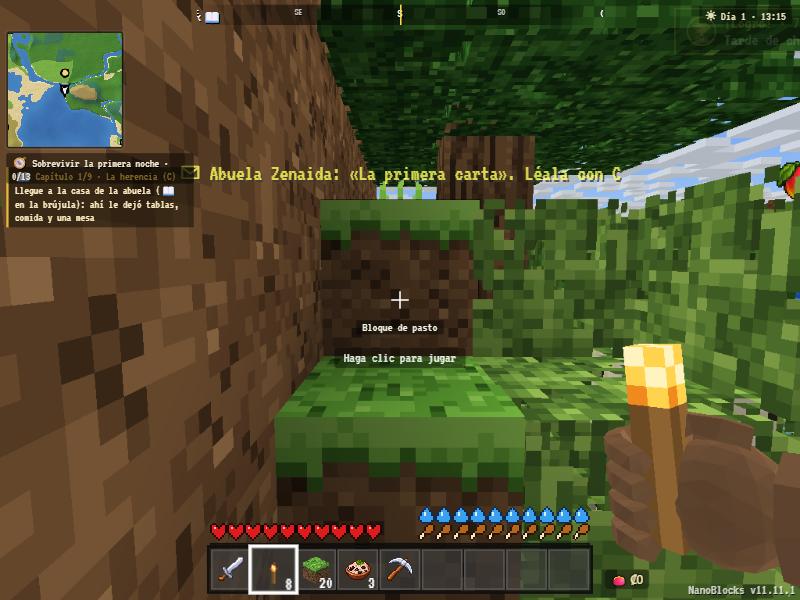 SE
S
SO
Día 1 · 13:15
Tarde de
Sobrevivir la primera noche ·
0/13 Capítulo 1/9 · La herencia (C)
Llegue a la casa de la abuela (
en la brújula): ahí le dejó tablas,
comida y una mesa
Abuela Zenaida: «La primera carta». Léala con C
Bloque de pasto
Haga clic para jugar
8
20
3
₡0
NanoBlocks v11.11.1